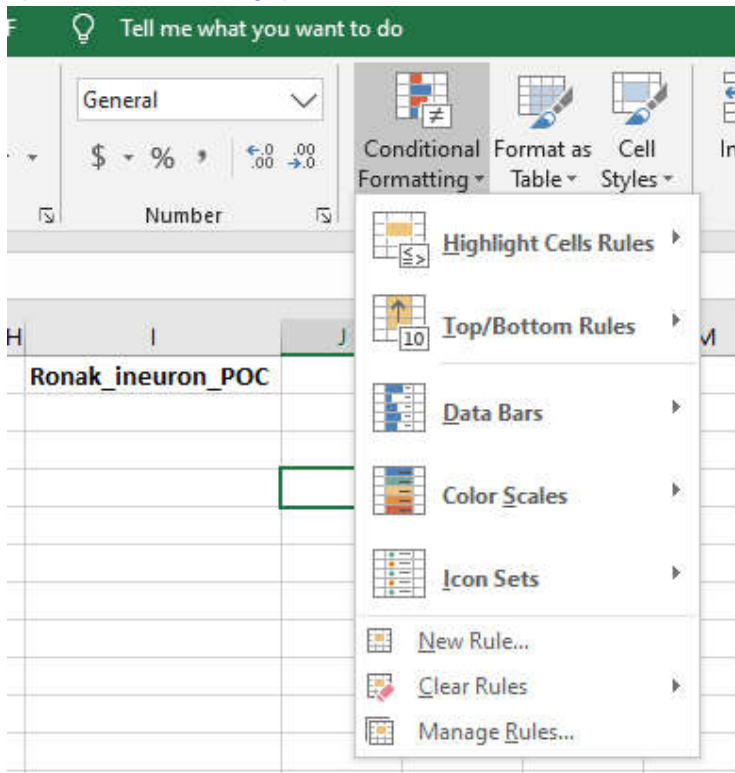 Tell me what you want to do
General
$ % , .0 .00 .00 .0
Conditional Formatting
Format as Table
Cell Styles
Number
Highlight Cells Rules
Top/Bottom Rules
10
Data Bars
Color Scales
Icon Sets
New Rule...
Clear Rules
Manage Rules...
H I J M
Ronak_ineuron_POC